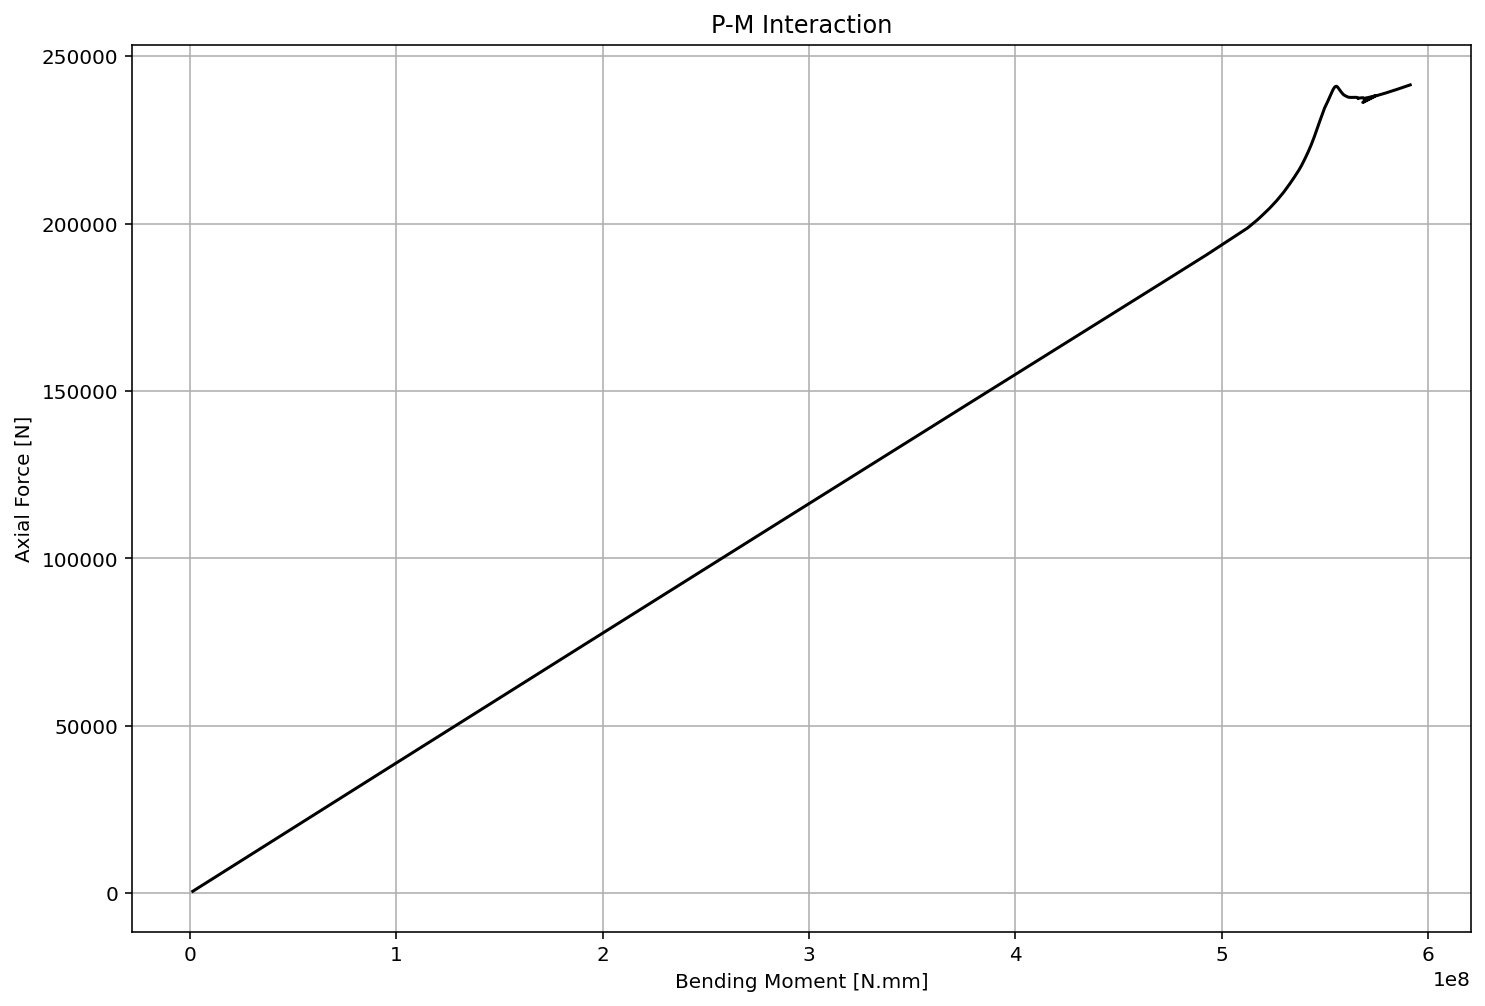 P-M Interaction
250000
200000
150000
100000
50000
0
Axial Force [N]
0 1 2 3 4 5 6
1e8
Bending Moment [N.mm]